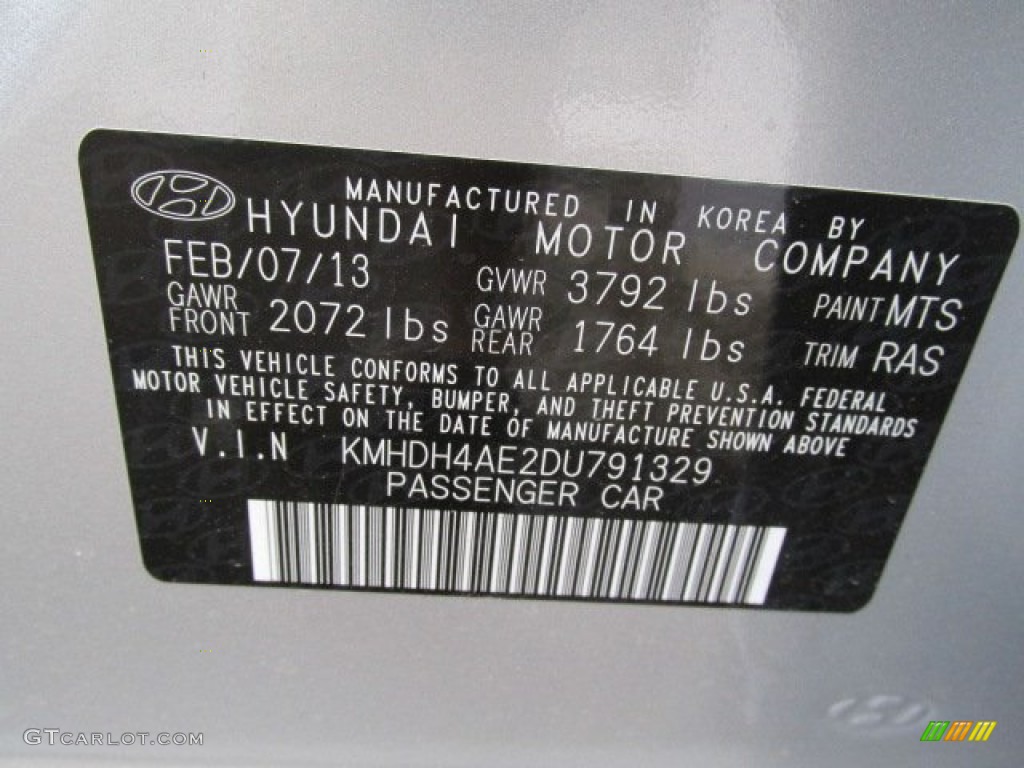 MANUFACTURED IN KOREA BY
HYUNDAI MOTOR COMPANY
FEB/07/13 GVWR 3792 lbs PAINT MTS
GAWR FRONT 2072 lbs GAWR REAR 1764 lbs TRIM RAS
THIS VEHICLE CONFORMS TO ALL APPLICABLE U.S.A. FEDERAL
MOTOR VEHICLE SAFETY, BUMPER, AND THEFT PREVENTION STANDARDS
IN EFFECT ON THE DATE OF MANUFACTURE SHOWN ABOVE
V.I.N KMHDH4AE2DU791329
PASSENGER CAR
GTCARLOT.COM